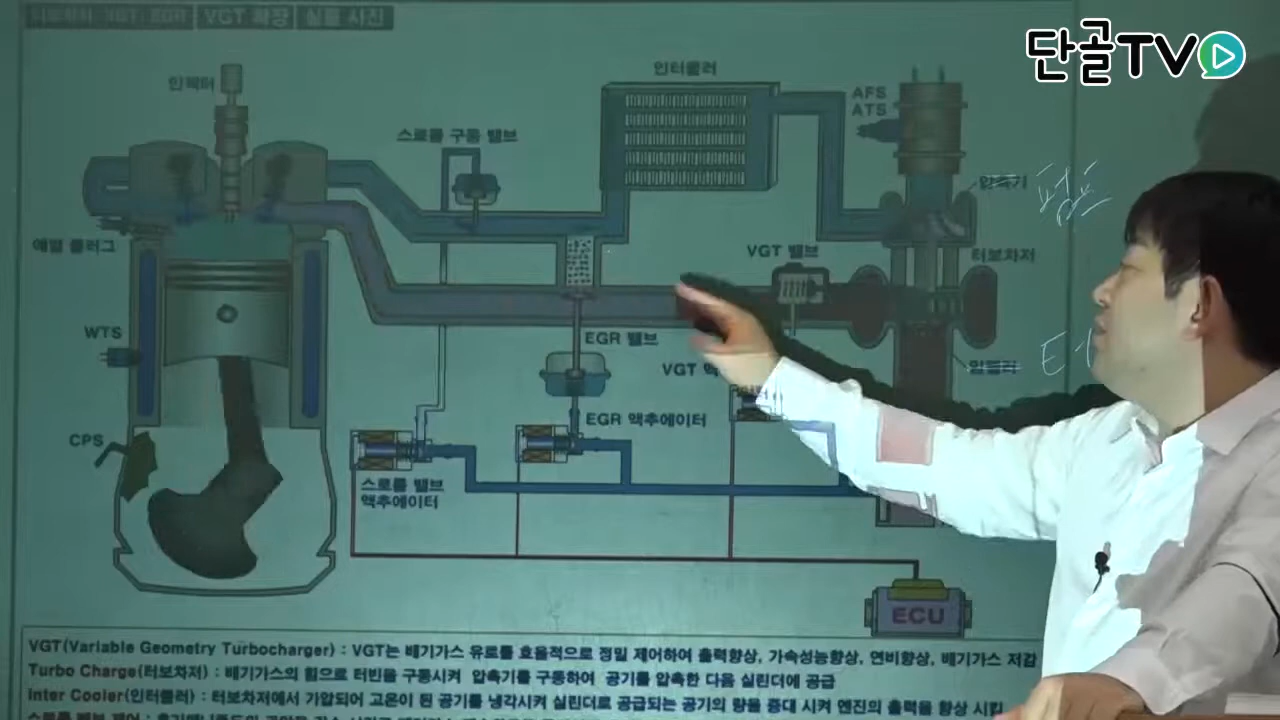 단골TV
VGT 확장
실물 사진
인젝터
인터쿨러
AFS
ATS
스로틀 구동 밸브
압축기
펌프
예열 플러그
VGT 밸브
터보차저
WTS
EGR 밸브
VGT
EGR 액추에이터
CPS
스로틀 밸브
액추에이터
ECU
VGT(Variable Geometry Turbocharger) : VGT는 배기가스 유로를 효율적으로 정밀 제어하여 출력향상, 가속성능향상, 연비향상, 배기가스 저감
Turbo Charge(터보차저) : 배기가스의 힘으로 터빈을 구동시켜 압축기를 구동하여 공기를 압축한 다음 실린더에 공급
Inter Cooler(인터쿨러) : 터보차저에서 가압되어 고온이 된 공기를 냉각시켜 실린더로 공급되는 공기의 량을 증대 시켜 엔진의 출력을 향상 시킴